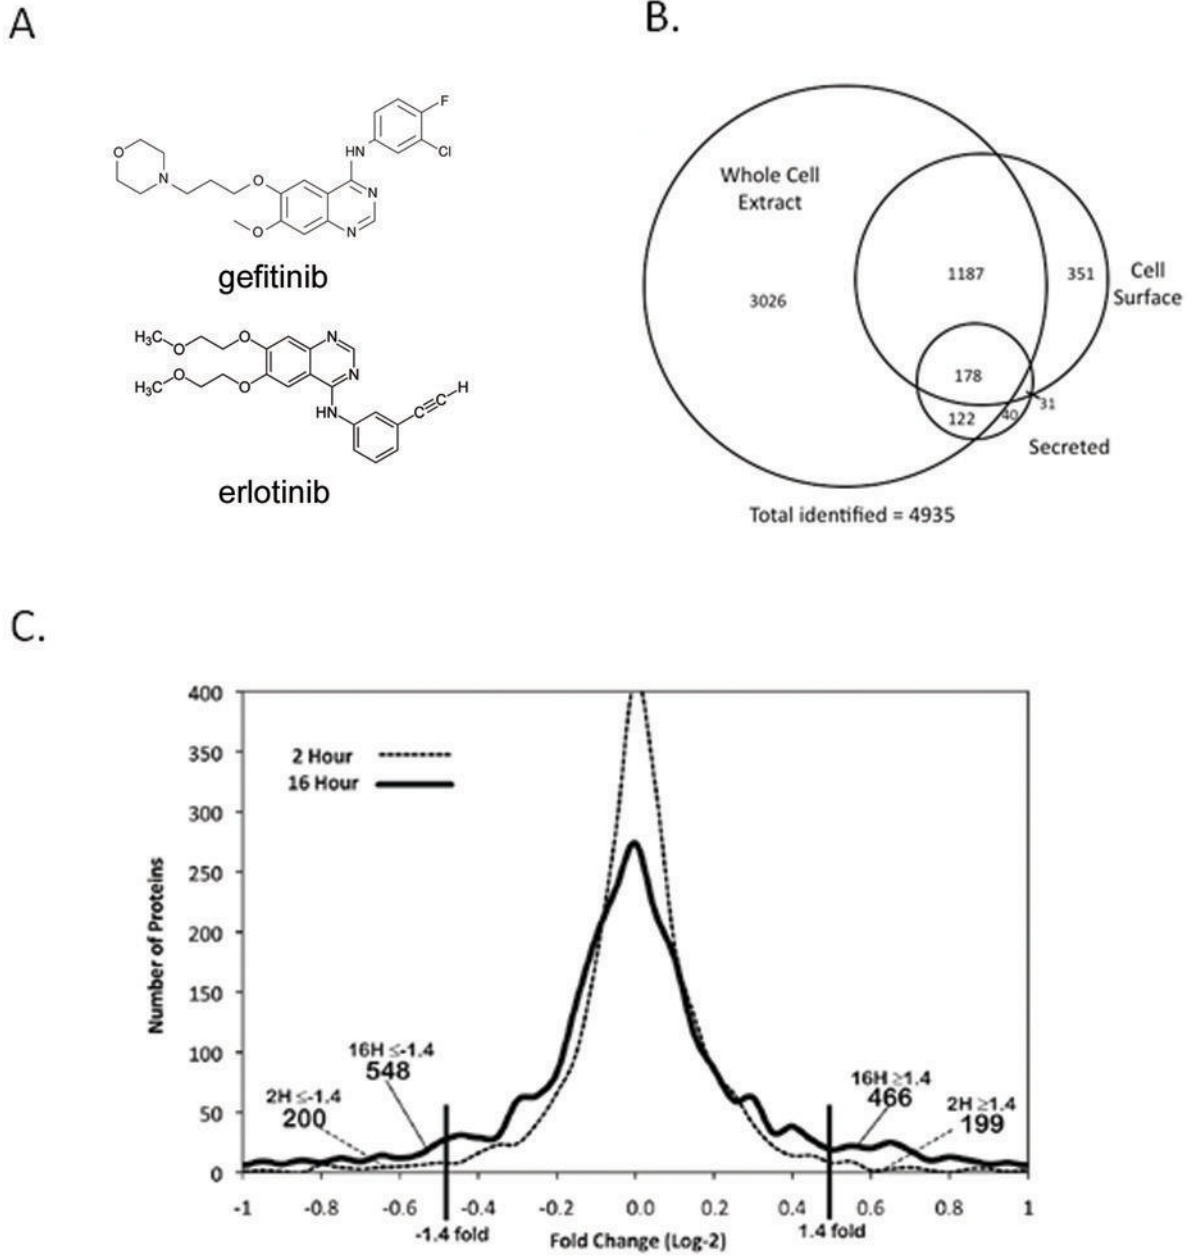 A
B.
F
Cl
HN
O
N
O
N
O
N
gefitinib
H₃C
O
O
N
H₃C
O
O
N
HN
H
C
C
erlotinib
Whole Cell
Extract
3026
1187
351
Cell
Surface
178
122
40
31
Secreted
Total identified = 4935
C.
Number of Proteins
400
350
300
250
200
150
100
50
0
2 Hour
16 Hour
16H ≤-1.4
548
2H ≤-1.4
200
16H ≥1.4
466
2H ≥1.4
199
-1 -0.8 -0.6 -0.4 -0.2 0.0 0.2 0.4 0.6 0.8 1
-1.4 fold
1.4 fold
Fold Change (Log-2)